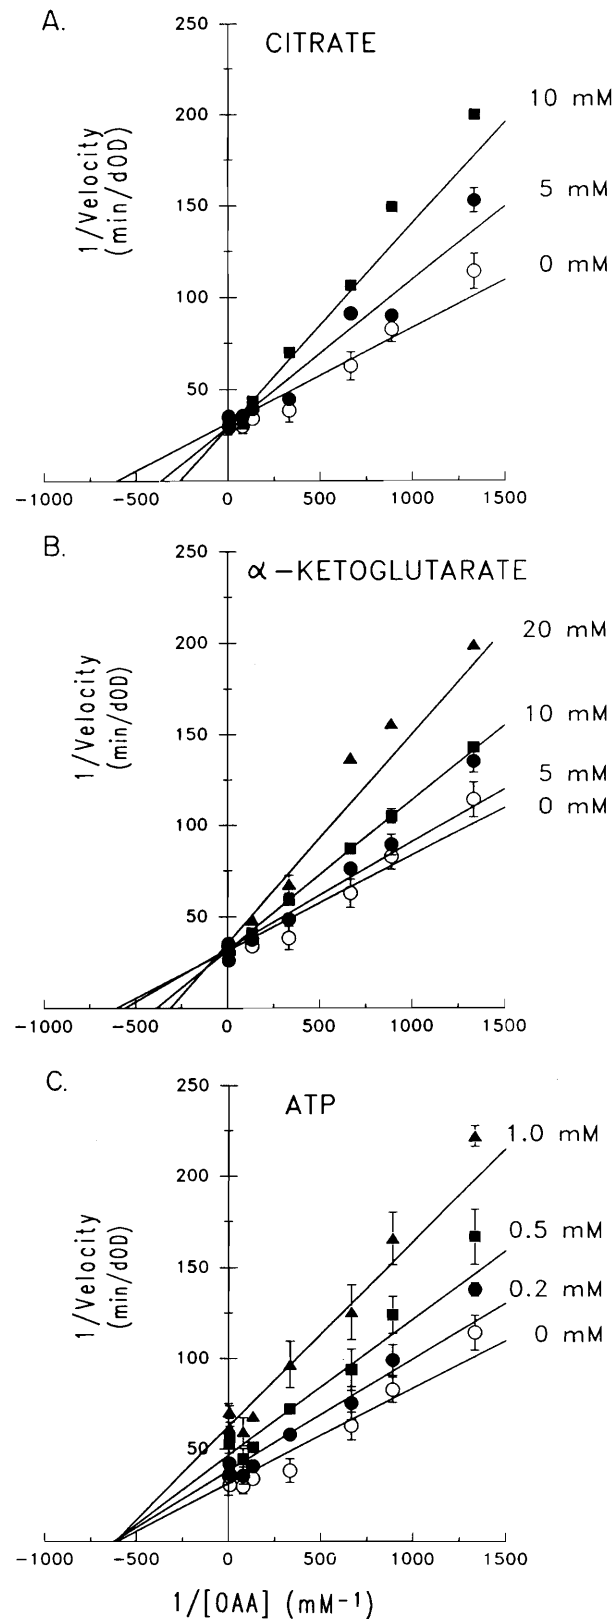 A.
CITRATE
250
200
150
100
50
1/Velocity
(min/dOD)
10 mM
5 mM
0 mM
-1000 -500 0 500 1000 1500
B.
α-KETOGLUTARATE
250
200
150
100
50
1/Velocity
(min/dOD)
20 mM
10 mM
5 mM
0 mM
-1000 -500 0 500 1000 1500
C.
ATP
250
200
150
100
50
1/Velocity
(min/dOD)
1.0 mM
0.5 mM
0.2 mM
0 mM
-1000 -500 0 500 1000 1500
1/[OAA] (mM⁻¹)